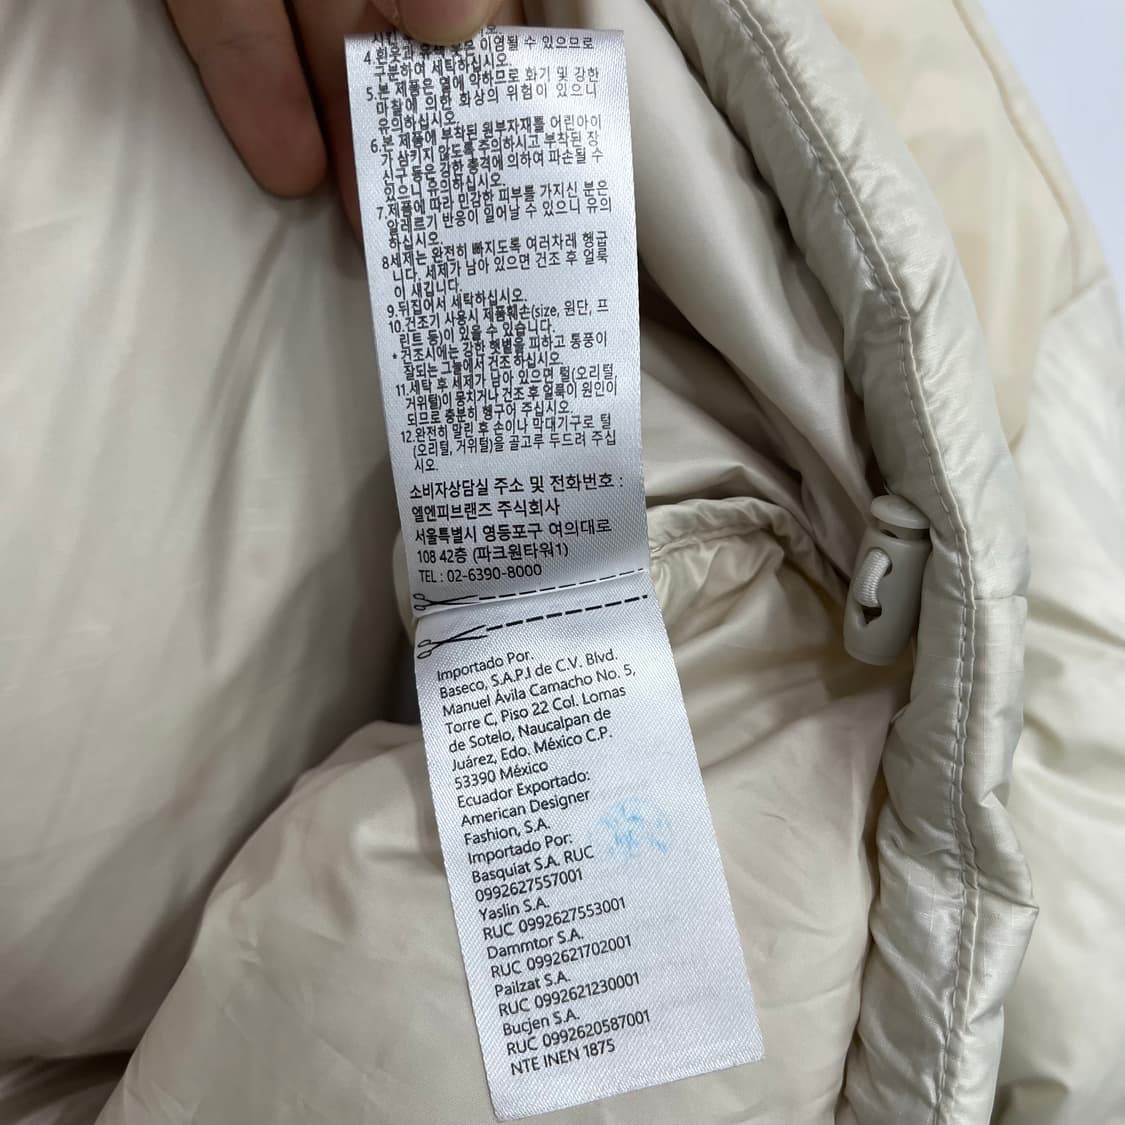 4.흰옷과 유색 옷은 이염될 수 있으므로
구분하여 세탁하십시오.
5.본 제품은 열에 약하므로 화기 및 강한
마찰에 의한 화상의 위험이 있으니
유의하십시오.
6.본 제품에 부착된 원부자재를 어린아이
가 삼키지 않도록 주의하시고 부착된 장
신구 등은 강한 충격에 의하여 파손될 수
있으니 유의하십시오.
7.제품에 따라 민감한 피부를 가지신 분은
알레르기 반응이 일어날 수 있으니 유의
하십시오.
8세제는 완전히 빠지도록 여러차례 헹굽
니다. 세제가 남아 있으면 건조 후 얼룩
이 새깁니다.
9.뒤집어서 세탁하십시오.
10.건조기 사용시 제품훼손(size, 원단, 프
린트 등)이 있을 수 있습니다.
* 건조시에는 강한 햇볕을 피하고 통풍이
잘되는 그늘에서 건조 하십시오.
11.세탁 후 세제가 남아 있으면 털(오리털,
거위털)이 뭉치거나 건조 후 얼룩이 원인이
되므로 충분히 헹구어 주십시오.
12.완전히 말린 후 손이나 막대기구로 털
(오리털, 거위털)을 골고루 두드려 주십
시오.
소비자상담실 주소 및 전화번호 :
엘엔피브랜즈 주식회사
서울특별시 영등포구 여의대로
108 42층 (파크원타워1)
TEL : 02-6390-8000
Importado Por.
Baseco, S.A.P.I de C.V. Blvd.
Manuel Ávila Camacho No. 5,
Torre C, Piso 22 Col. Lomas
de Sotelo, Naucalpan de
Juárez, Edo. México C.P.
53390 México
Ecuador Exportado:
American Designer
Fashion, S.A.
Importado Por:
Basquiat S.A. RUC
0992627557001
Yaslin S.A.
RUC 0992627553001
Dammtor S.A.
RUC 0992621702001
Pailzat S.A.
RUC 0992621230001
Bucjen S.A.
RUC 0992620587001
NTE INEN 1875